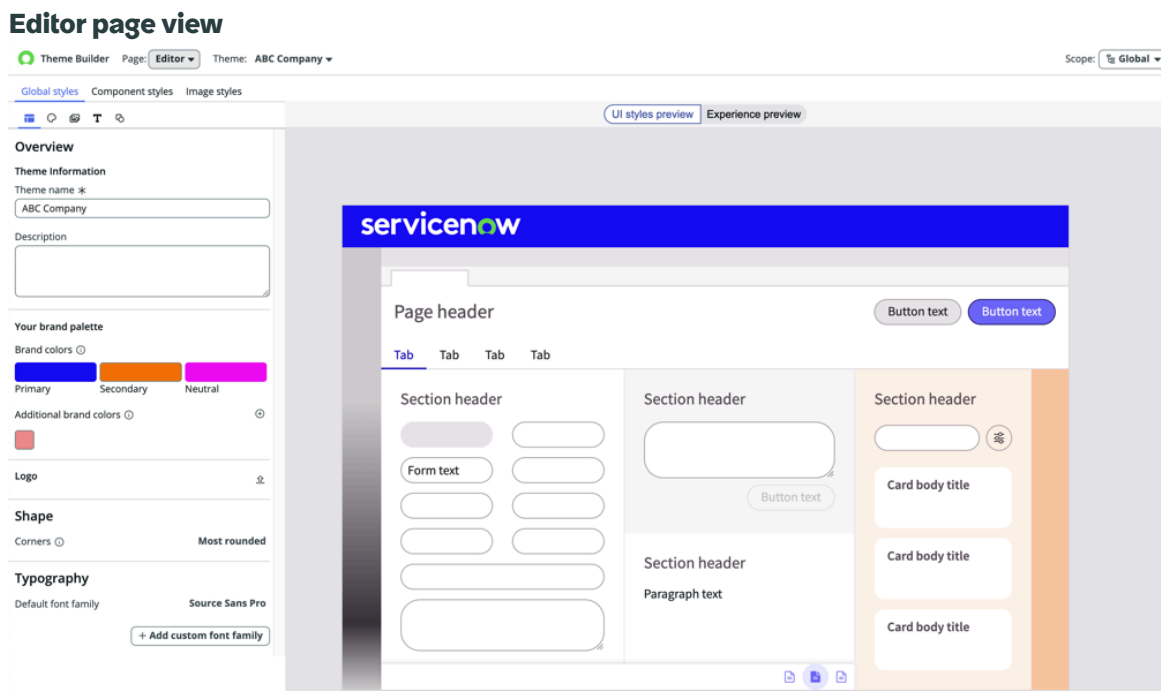 Editor page view
Theme Builder Page: Editor Theme: ABC Company Scope: Global
Global styles Component styles Image styles
UI styles preview Experience preview
Overview
Theme Information
Theme name *
ABC Company
Description
Your brand palette
Brand colors
Primary Secondary Neutral
Additional brand colors
Logo
Shape
Corners Most rounded
Typography
Default font family Source Sans Pro
+ Add custom font family
servicenow
Page header Button text Button text
Tab Tab Tab Tab
Section header
Form text
Section header
Button text
Section header
Paragraph text
Section header
Card body title
Card body title
Card body title